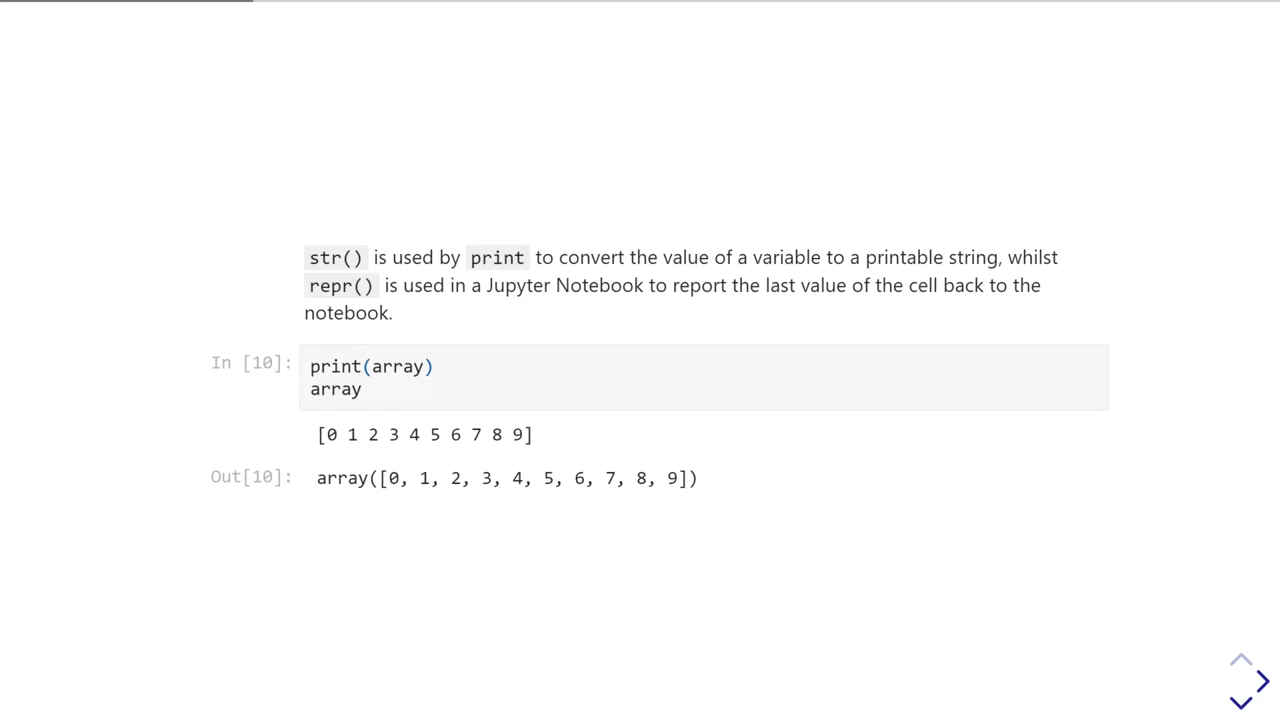 str() is used by print to convert the value of a variable to a printable string, whilst
repr() is used in a Jupyter Notebook to report the last value of the cell back to the
notebook.
In [10]:
print(array)
array
[0 1 2 3 4 5 6 7 8 9]
Out[10]:
array([0, 1, 2, 3, 4, 5, 6, 7, 8, 9])